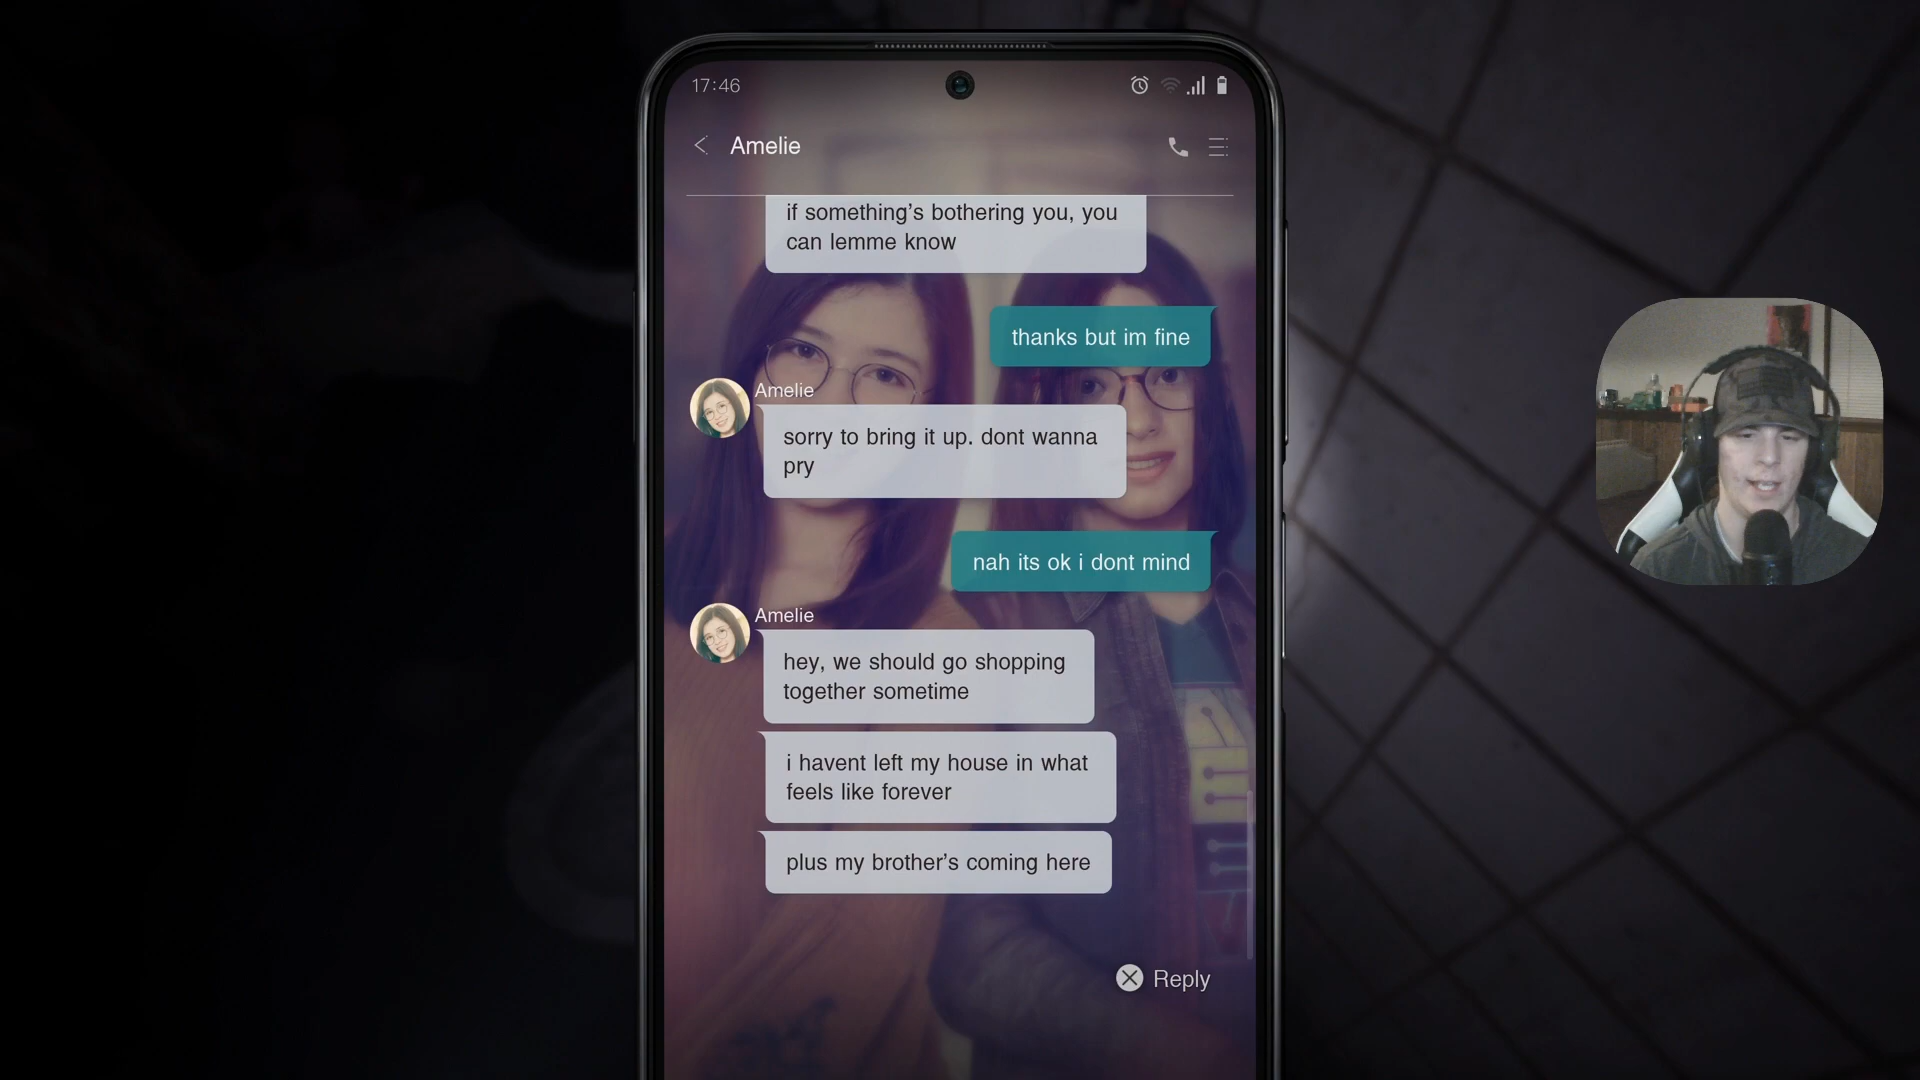 17:46
Amelie
if something’s bothering you, you
can lemme know
thanks but im fine
Amelie
sorry to bring it up. dont wanna
pry
nah its ok i dont mind
Amelie
hey, we should go shopping
together sometime
i havent left my house in what
feels like forever
plus my brother’s coming here
Reply